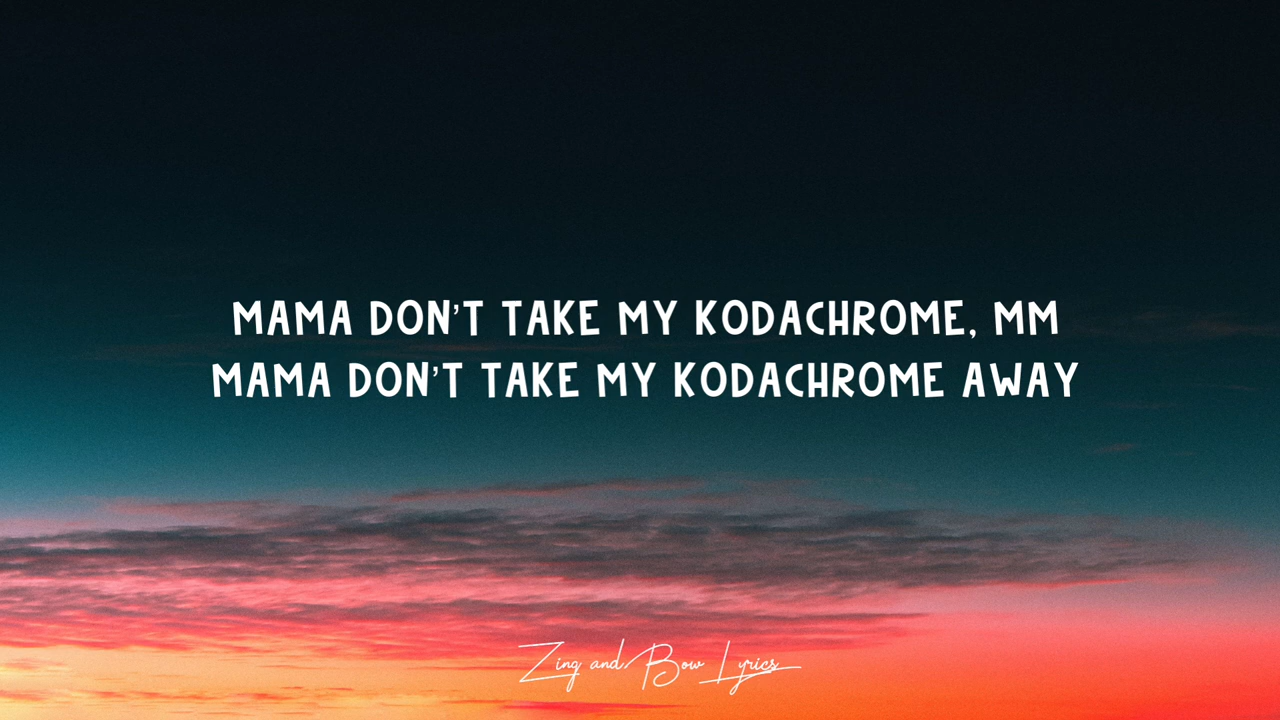 MAMA DON'T TAKE MY KODACHROME, MM
MAMA DON'T TAKE MY KODACHROME AWAY
Zing and Bow Lyrics